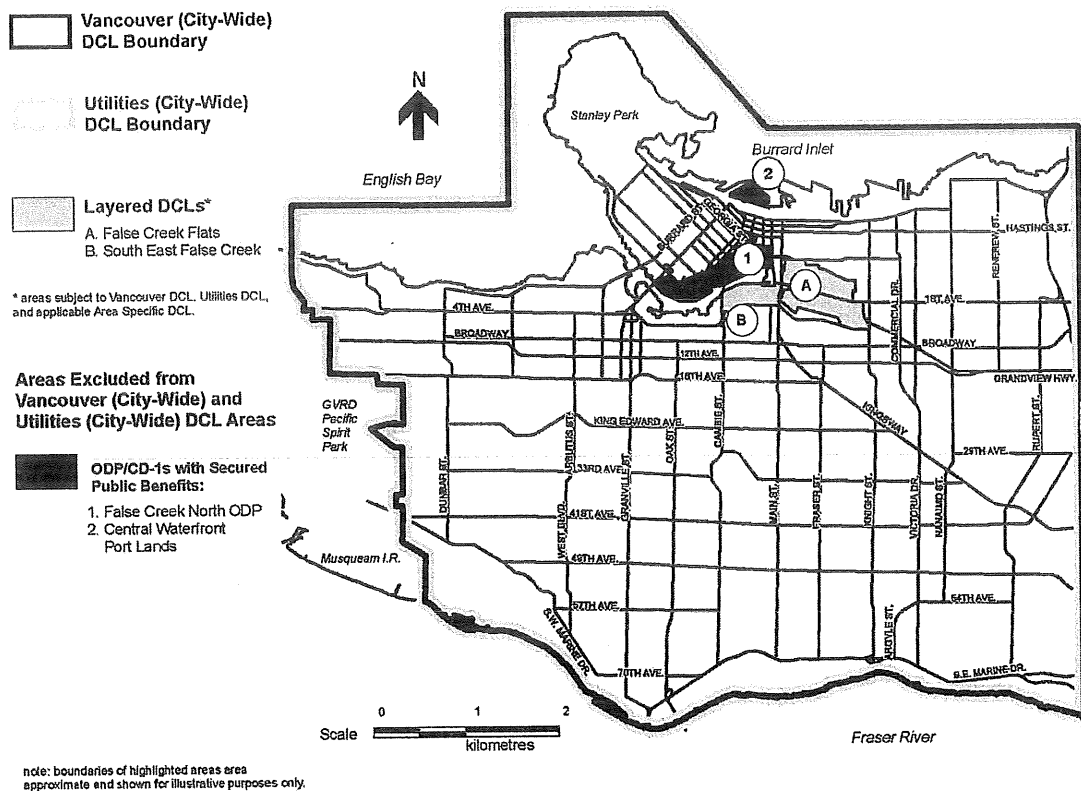 Vancouver (City-Wide)
DCL Boundary
Utilities (City-Wide)
DCL Boundary
Layered DCLs*
A. False Creek Flats
B. South East False Creek
* areas subject to Vancouver DCL. Utilities DCL,
and applicable Area Specific DCL.
Areas Excluded from
Vancouver (City-Wide) and
Utilities (City-Wide) DCL Areas
ODP/CD-1s with Secured
Public Benefits:
1. False Creek North ODP
2. Central Waterfront
Port Lands
N
Stanley Park
English Bay
Burrard Inlet
2
1
A
B
GEORGIA ST.
BURRARD ST.
HASTINGS ST.
RENFREW ST.
COMMERCIAL DR.
1ST. AVE.
4TH AVE.
BROADWAY
BROADWAY
12TH AVE.
16TH AVE.
GRANDVIEW HWY.
GVRD
Pacific
Spirit
Park
KING EDWARD AVE.
KINGSWAY
RUPERT ST.
29TH AVE.
33RD AVE.
41ST. AVE.
49TH AVE.
57TH AVE.
54TH AVE.
70TH AVE.
DUNBAR ST.
ARBUTUS ST.
WEST BLVD.
GRANVILLE ST.
OAK ST.
CAMBIE ST.
MAIN ST.
FRASER ST.
KNIGHT ST.
VICTORIA DR.
NANAIMO ST.
ARGYLE ST.
S.W. MARINE DR.
S.E. MARINE DR.
Musqueam I.R.
Fraser River
0 1 2
Scale
kilometres
note: boundaries of highlighted areas area
approximate and shown for illustrative purposes only.